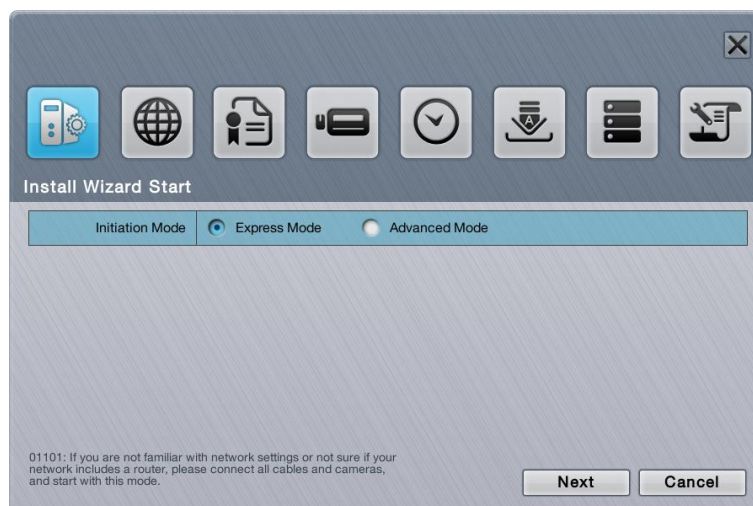 Install Wizard Start
Initiation Mode Express Mode Advanced Mode
01101: If you are not familiar with network settings or not sure if your
network includes a router, please connect all cables and cameras,
and start with this mode.
Next Cancel